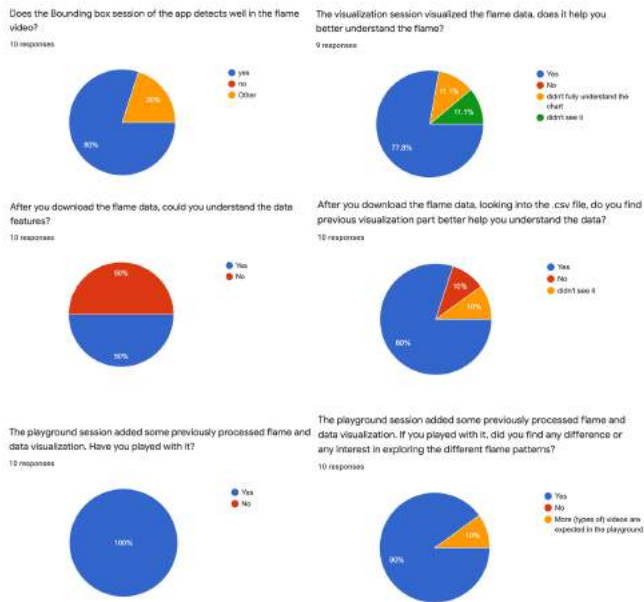 Does the Bounding box session of the app detects well in the flame
video?
10 responses
yes
no
Other
20%
80%
The visualization session visualized the flame data, does it help you
better understand the flame?
9 responses
Yes
No
didn't fully understand the
chart
didn't see it
11.1%
11.1%
77.8%
After you download the flame data, could you understand the data
features?
10 responses
Yes
No
50%
50%
After you download the flame data, looking into the .csv file, do you find
previous visualization part better help you understand the data?
10 responses
Yes
No
didn't see it
10%
10%
80%
The playground session added some previously processed flame and
data visualization. Have you played with it?
10 responses
Yes
No
100%
The playground session added some previously processed flame and
data visualization. If you played with it, did you find any difference or
any interest in exploring the different flame patterns?
10 responses
Yes
No
More (types of) videos are
expected in the playground
10%
90%